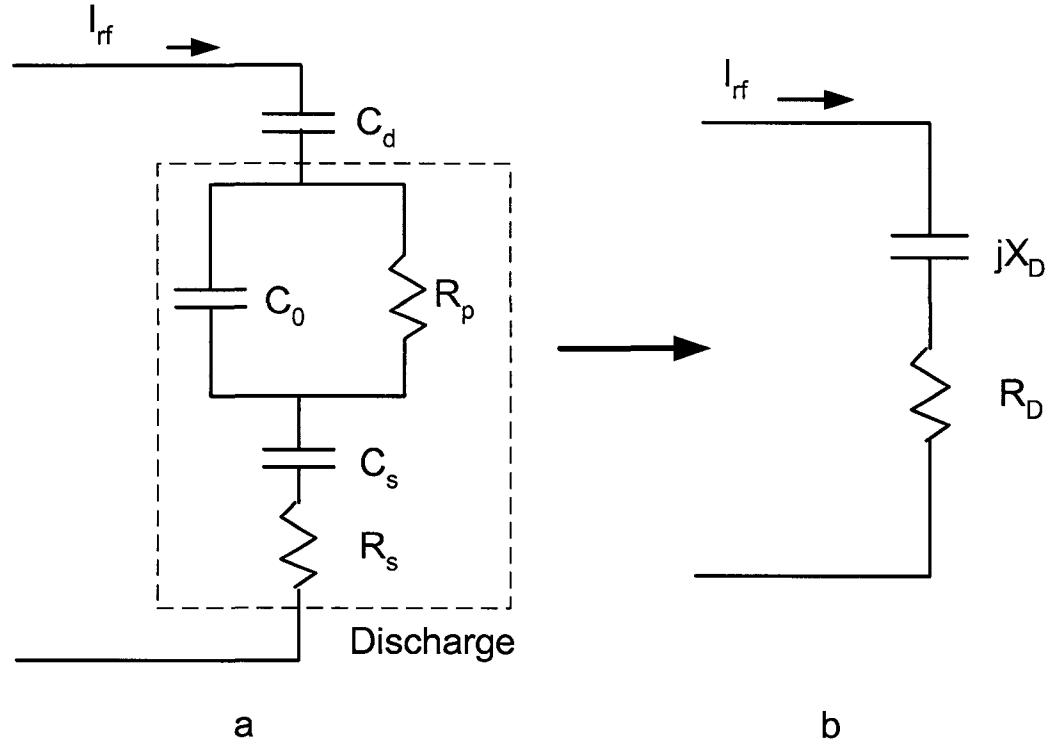 I_rf
C_d
C_0
R_p
C_s
R_s
Discharge
a
I_rf
jX_D
R_D
b